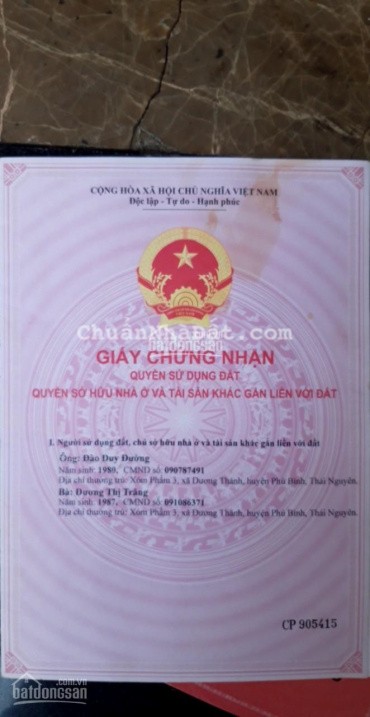 CỘNG HÒA XÃ HỘI CHỦ NGHĨA VIỆT NAM
Độc lập - Tự do - Hạnh phúc
ChuẩnNhàĐất.com
batdongsan
GIẤY CHỨNG NHẬN
QUYỀN SỬ DỤNG ĐẤT
QUYỀN SỞ HỮU NHÀ Ở VÀ TÀI SẢN KHÁC GẮN LIỀN VỚI ĐẤT
I. Người sử dụng đất, chủ sở hữu nhà ở và tài sản khác gắn liền với đất
Ông: Đào Duy Đường
Năm sinh: 1980, CMND số: 090787491
Địa chỉ thường trú: Xóm Phẩm 3, xã Dương Thành, huyện Phú Bình, Thái Nguyên.
Bà: Dương Thị Trắng
Năm sinh: 1987, CMND số: 091086371
Địa chỉ thường trú: Xóm Phẩm 3, xã Dương Thành, huyện Phú Bình, Thái Nguyên.
CP 905415
batdongsan
.com.vn